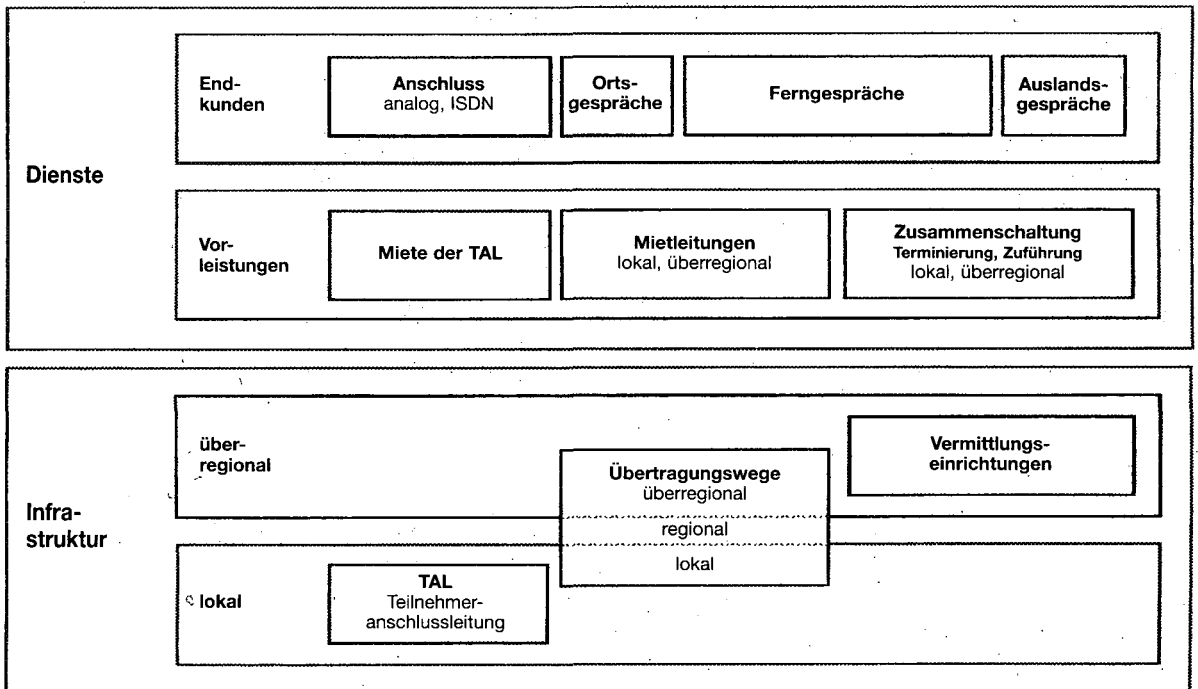 Dienste
End-
kunden
Anschluss
analog, ISDN
Orts-
gespräche
Ferngespräche
Auslands-
gespräche
Vor-
leistungen
Miete der TAL
Mietleitungen
lokal, überregional
Zusammenschaltung
Terminierung, Zuführung
lokal, überregional
Infra-
struktur
über-
regional
Übertragungswege
überregional
regional
lokal
Vermittlungs-
einrichtungen
lokal
TAL
Teilnehmer-
anschlussleitung